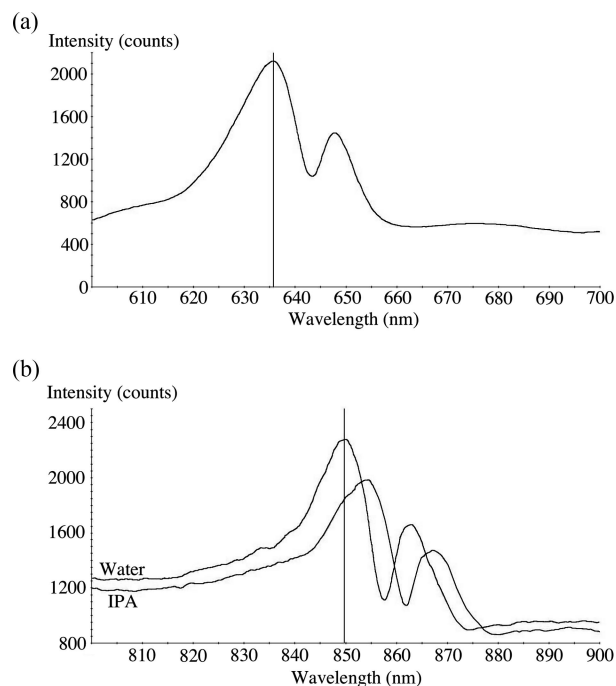 (a)
Intensity (counts)
2000
1600
1200
800
400
0
610 620 630 640 650 660 670 680 690 700
Wavelength (nm)
(b)
Intensity (counts)
2400
2000
1600
Water
1200
IPA
800
810 820 830 840 850 860 870 880 890 900
Wavelength (nm)